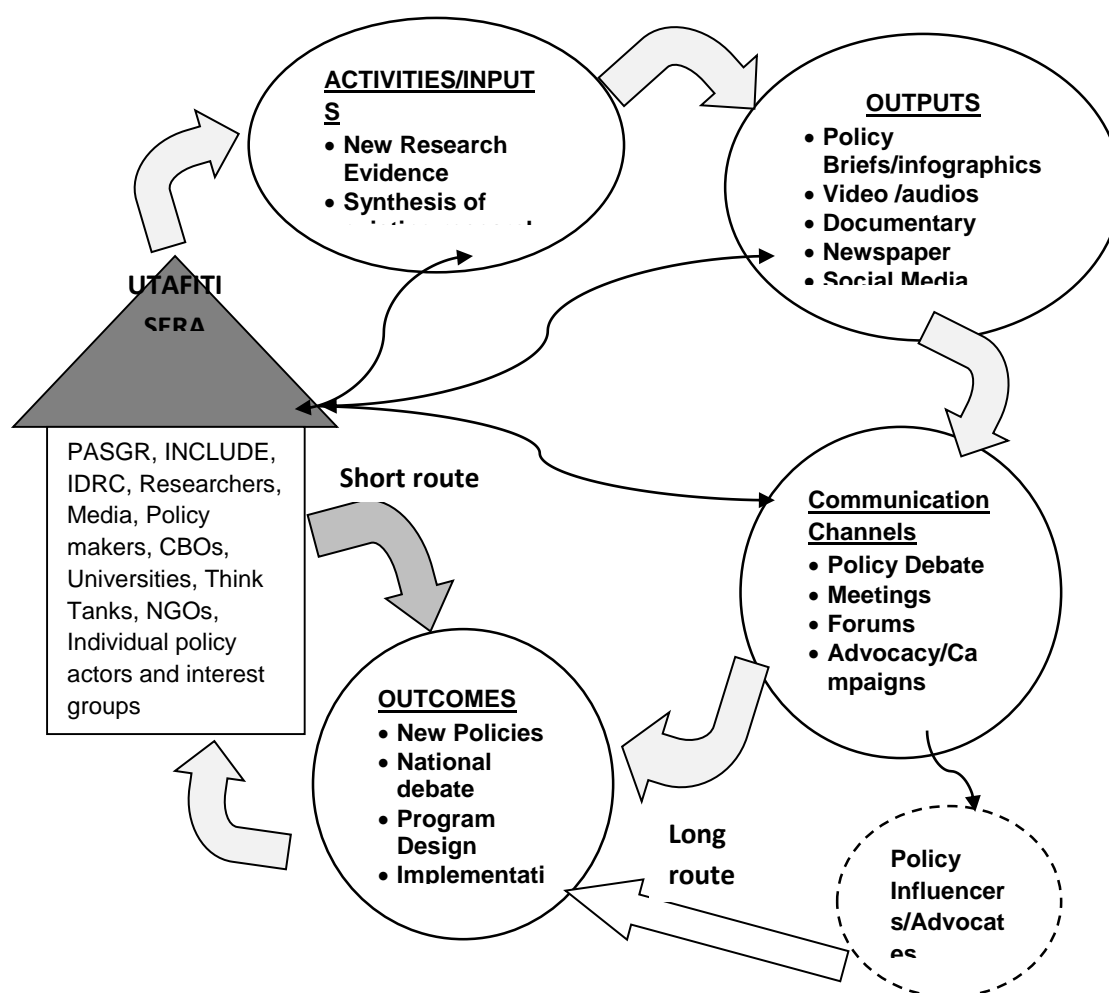 ACTIVITIES/INPUT
S
• New Research
Evidence
• Synthesis of
OUTPUTS
• Policy
Briefs/infographics
• Video /audios
• Documentary
• Newspaper
• Social Media
UTAFITI
SERA
PASGR, INCLUDE,
IDRC, Researchers,
Media, Policy
makers, CBOs,
Universities, Think
Tanks, NGOs,
Individual policy
actors and interest
groups
Short route
Communication
Channels
• Policy Debate
• Meetings
• Forums
• Advocacy/Ca
mpaigns
OUTCOMES
• New Policies
• National
debate
• Program
Design
• Implementati
Long
route
Policy
Influencer
s/Advocat
es